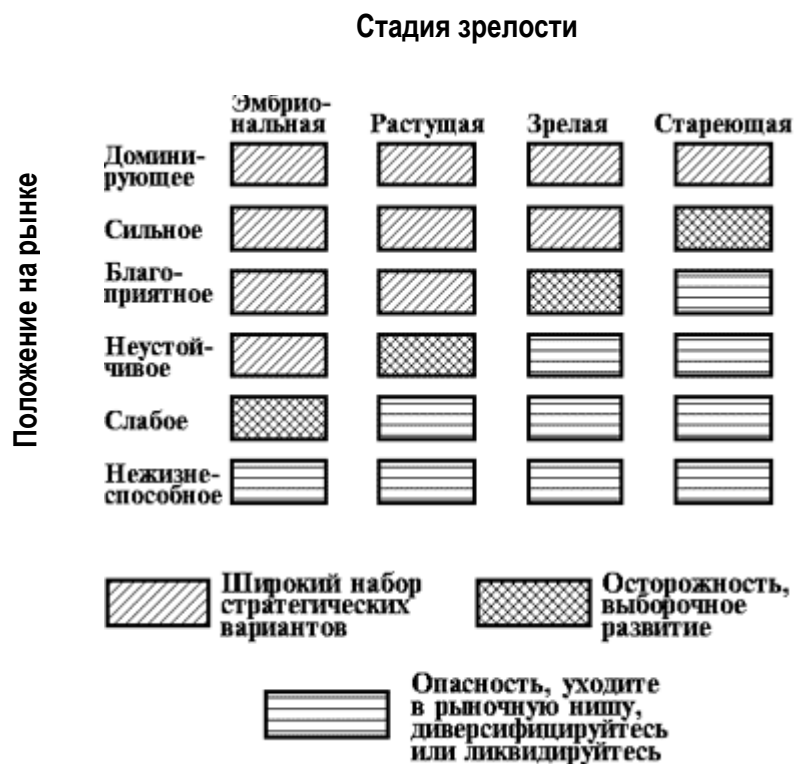 Стадия зрелости
Положение на рынке
Эмбрио-
нальная
Растущая
Зрелая
Стареющая
Домини-
рующее
Сильное
Благо-
приятное
Неустой-
чивое
Слабое
Нежизне-
способное
Широкий набор
стратегических
вариантов
Осторожность,
выборочное
развитие
Опасность, уходите
в рыночную нишу,
диверсифицируйтесь
или ликвидируйтесь